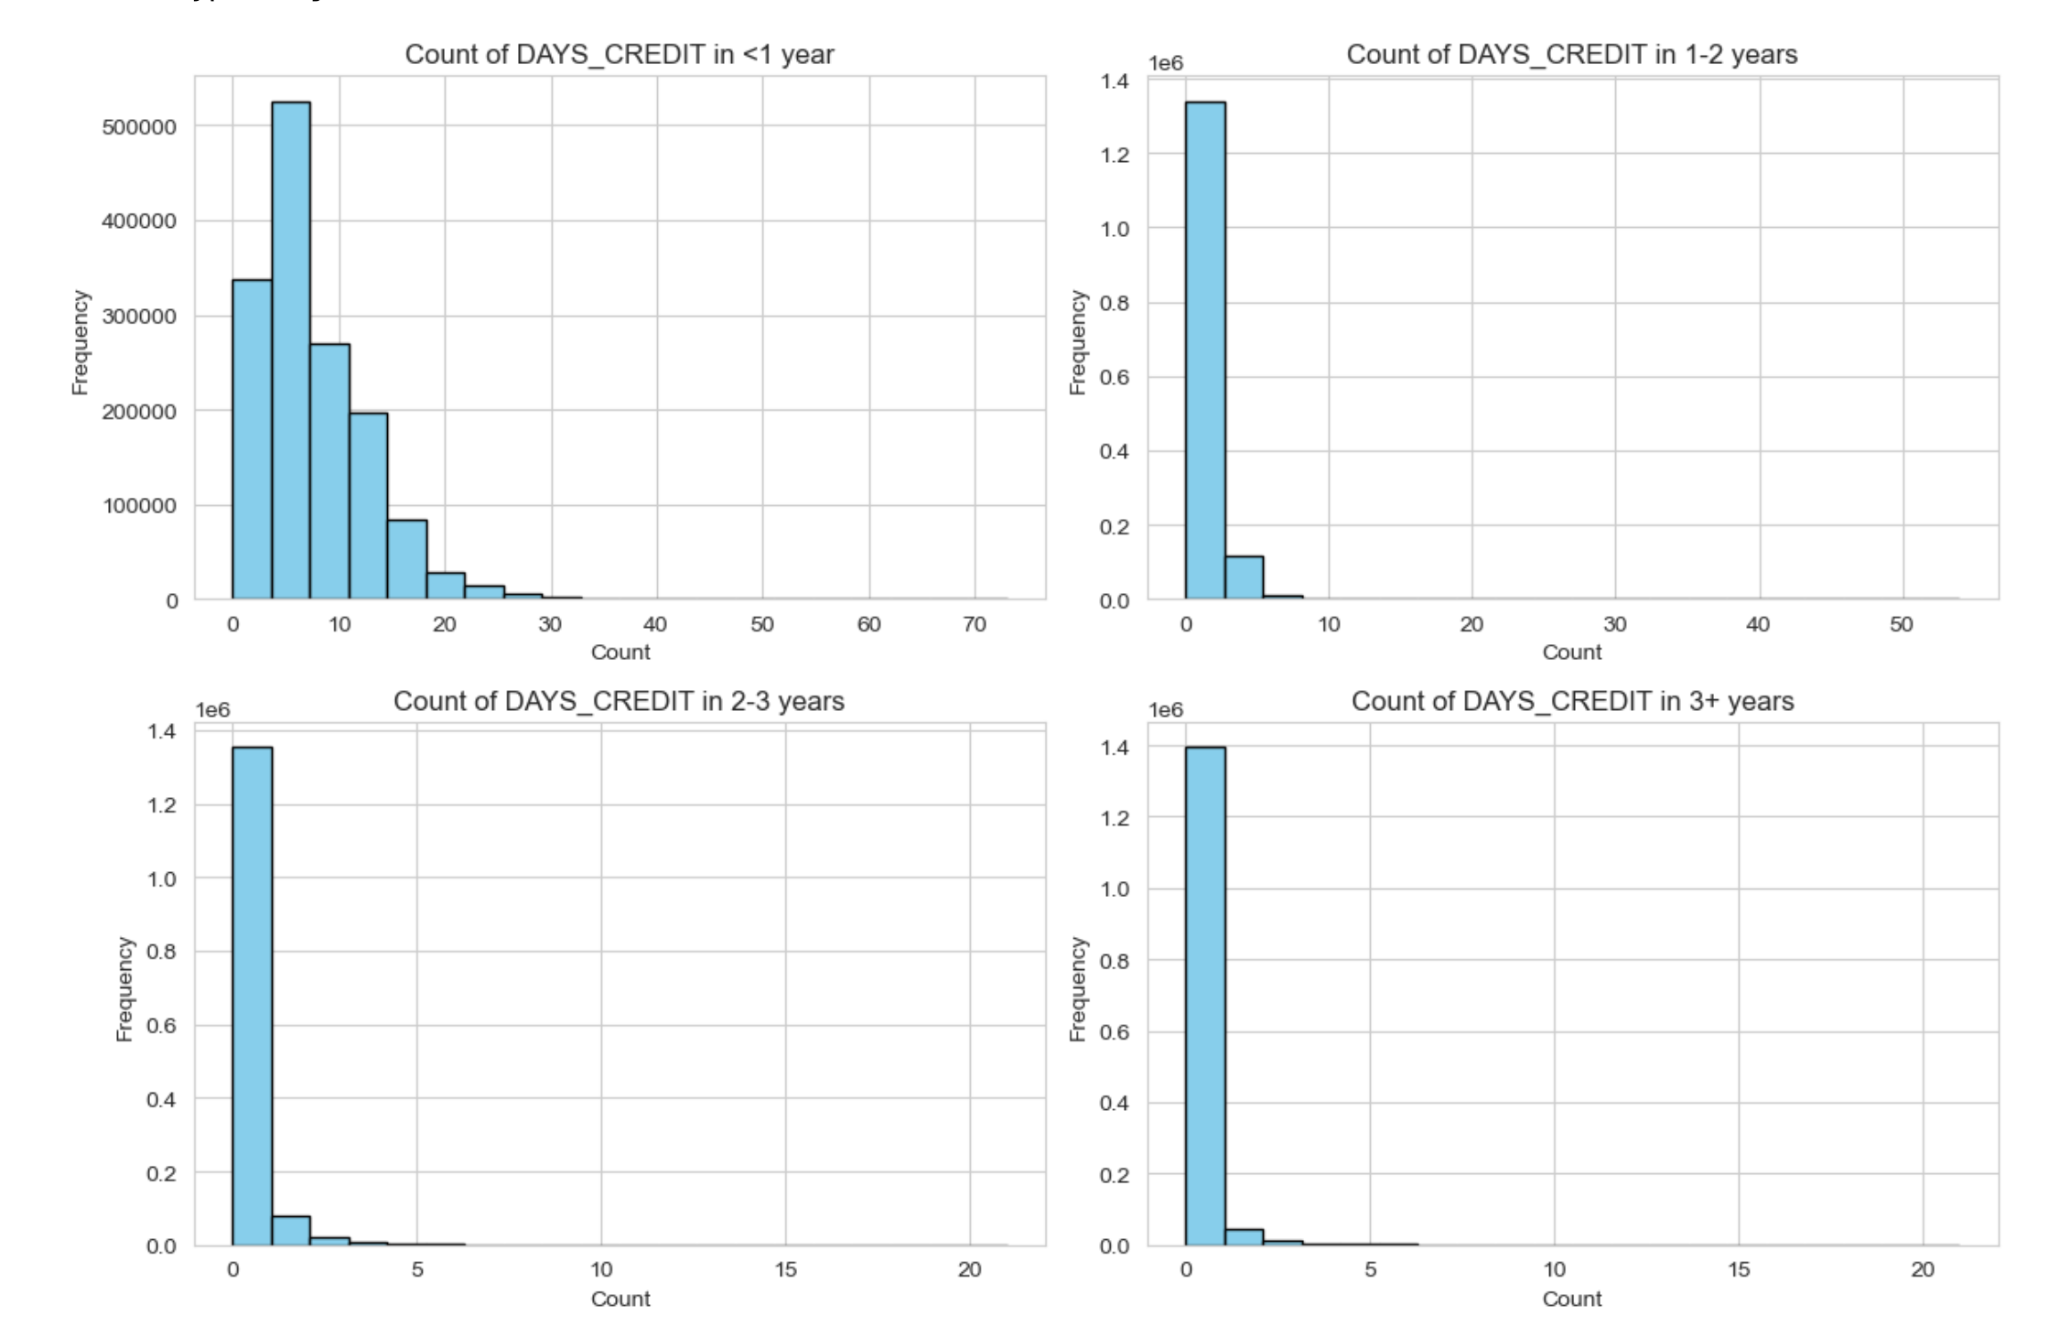 Count of DAYS_CREDIT in <1 year
500000
400000
300000
200000
100000
0
Frequency
0 10 20 30 40 50 60 70
Count
Count of DAYS_CREDIT in 1-2 years
1e6
1.4
1.2
1.0
0.8
0.6
0.4
0.2
0.0
Frequency
0 10 20 30 40 50
Count
Count of DAYS_CREDIT in 2-3 years
1e6
1.4
1.2
1.0
0.8
0.6
0.4
0.2
0.0
Frequency
0 5 10 15 20
Count
Count of DAYS_CREDIT in 3+ years
1e6
1.4
1.2
1.0
0.8
0.6
0.4
0.2
0.0
Frequency
0 5 10 15 20
Count